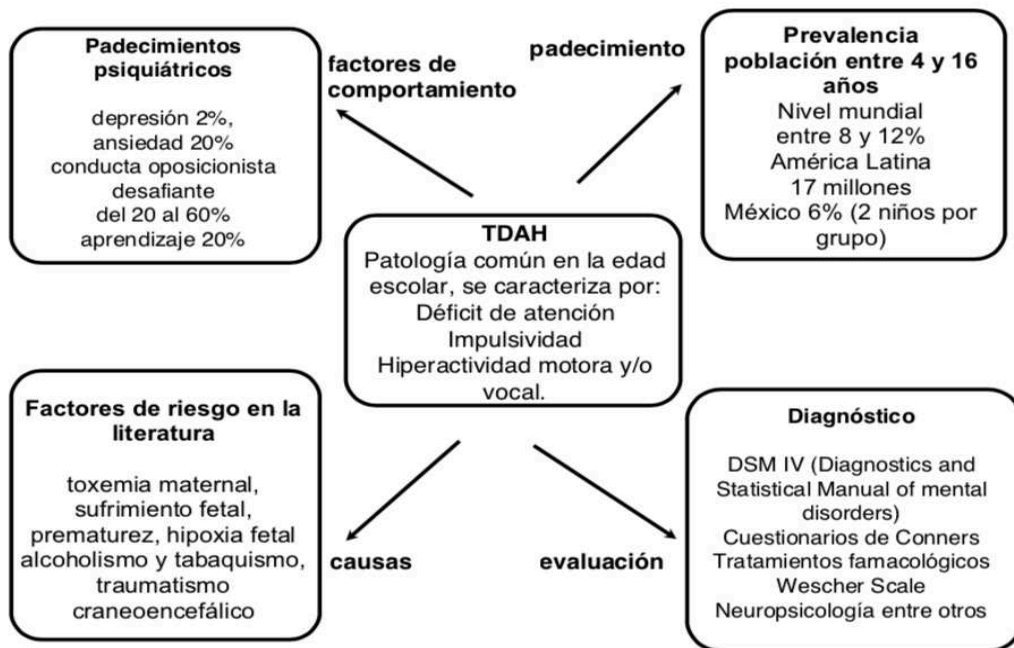 Padecimientos
psiquiátricos
depresión 2%,
ansiedad 20%
conducta oposicionista
desafiante
del 20 al 60%
aprendizaje 20%
factores de
comportamiento
padecimiento
Prevalencia
población entre 4 y 16
años
Nivel mundial
entre 8 y 12%
América Latina
17 millones
México 6% (2 niños por
grupo)
TDAH
Patología común en la edad
escolar, se caracteriza por:
Déficit de atención
Impulsividad
Hiperactividad motora y/o
vocal.
Factores de riesgo en la
literatura
toxemia maternal,
sufrimiento fetal,
prematurez, hipoxia fetal
alcoholismo y tabaquismo,
traumatismo
craneoencefálico
causas
evaluación
Diagnóstico
DSM IV (Diagnostics and
Statistical Manual of mental
disorders)
Cuestionarios de Conners
Tratamientos famacológicos
Wescher Scale
Neuropsicología entre otros